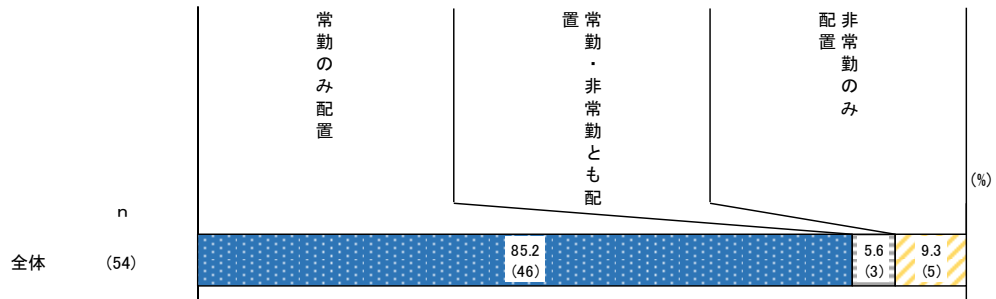 常勤のみ配置
常勤・非常勤とも配
置
非常勤のみ
配置
(%)
n
全体 (54)
85.2
(46)
5.6
(3)
9.3
(5)